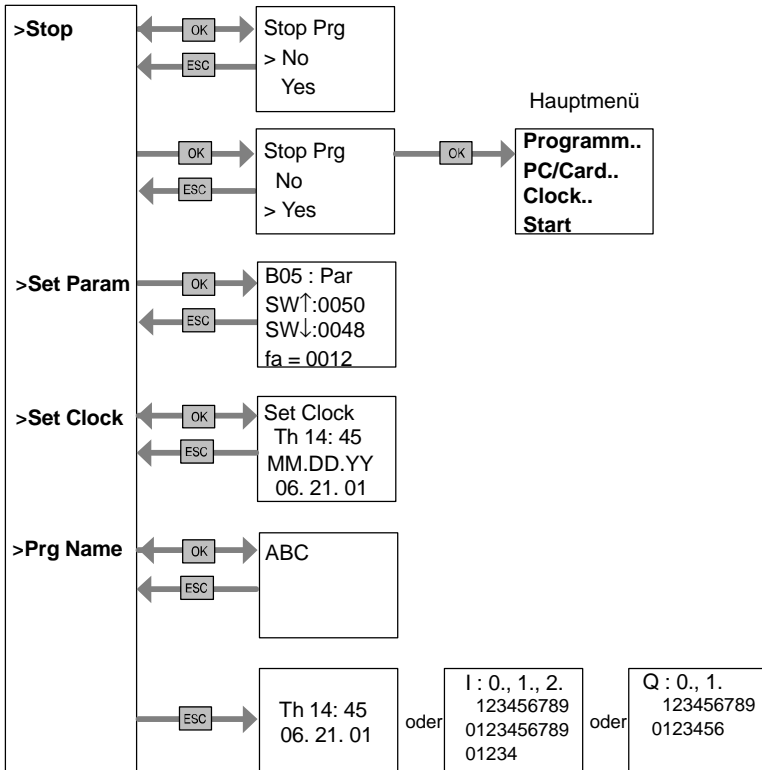 >Stop
OK
ESC
Stop Prg
> No
Yes
OK
ESC
Stop Prg
No
> Yes
OK
Hauptmenü
Programm..
PC/Card..
Clock..
Start
>Set Param
OK
ESC
B05 : Par
SW↑:0050
SW↓:0048
fa = 0012
>Set Clock
OK
ESC
Set Clock
Th 14: 45
MM.DD.YY
06. 21. 01
>Prg Name
OK
ESC
ABC
ESC
Th 14: 45
06. 21. 01
oder
I : 0., 1., 2.
123456789
0123456789
01234
oder
Q : 0., 1.
123456789
0123456